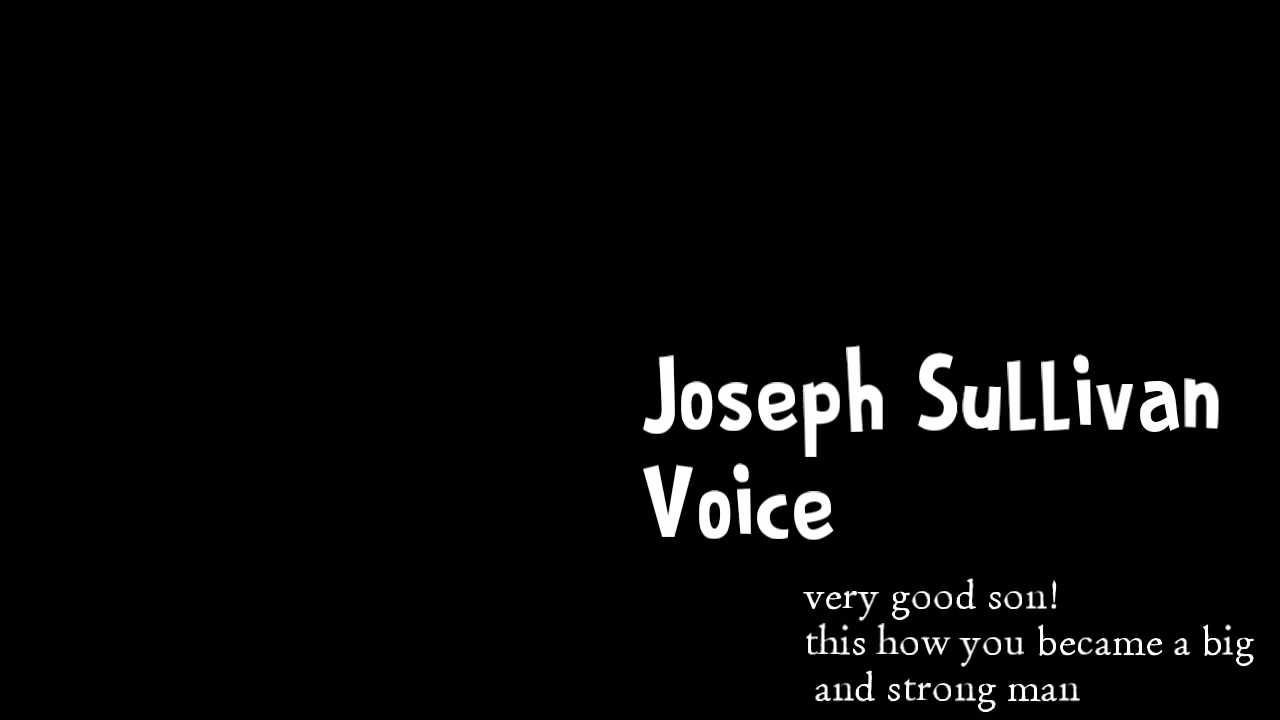 Joseph Sullivan
Voice
very good son!
this how you became a big
and strong man